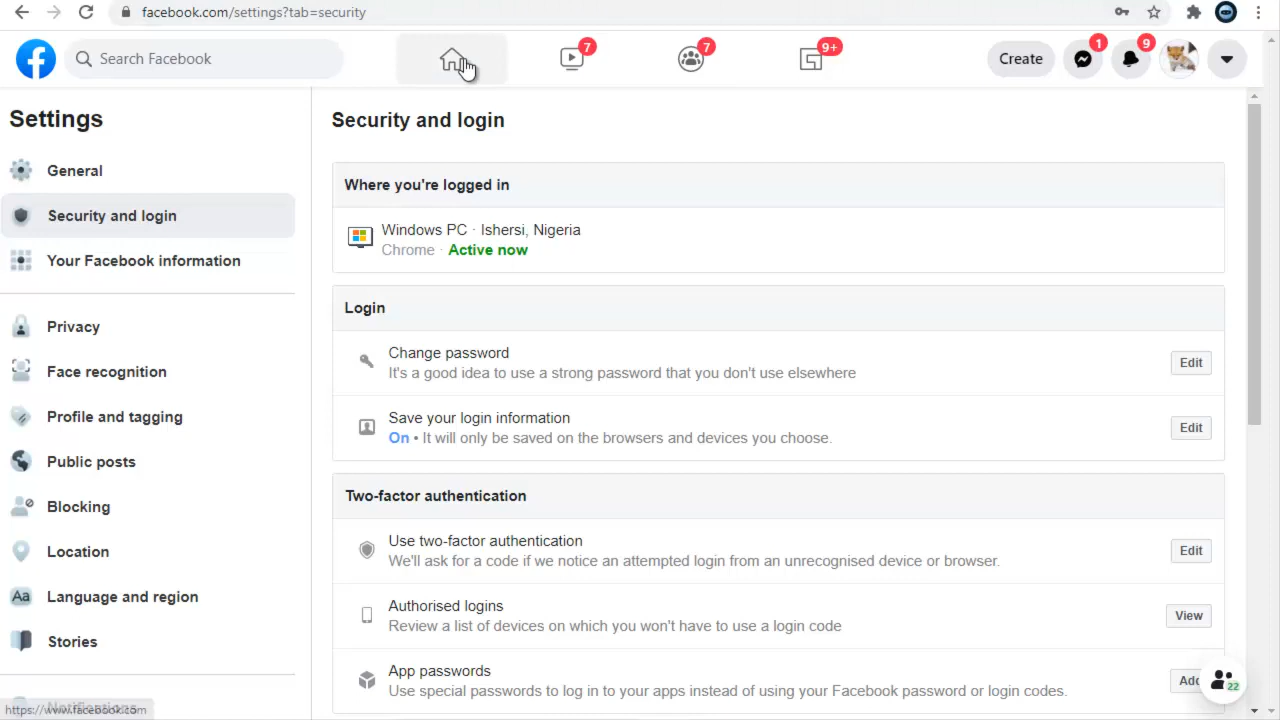 facebook.com/settings?tab=security
Search Facebook
7
7
9+
Create
1
9
Settings
General
Security and login
Your Facebook information
Privacy
Face recognition
Profile and tagging
Public posts
Blocking
Location
Aa
Language and region
Stories
Notifications
https://www.facebook.com
Security and login
Where you're logged in
Windows PC · Ishersi, Nigeria
Chrome · Active now
Login
Change password
It's a good idea to use a strong password that you don't use elsewhere
Edit
Save your login information
On • It will only be saved on the browsers and devices you choose.
Edit
Two-factor authentication
Use two-factor authentication
We'll ask for a code if we notice an attempted login from an unrecognised device or browser.
Edit
Authorised logins
Review a list of devices on which you won't have to use a login code
View
App passwords
Use special passwords to log in to your apps instead of using your Facebook password or login codes.
Add
22